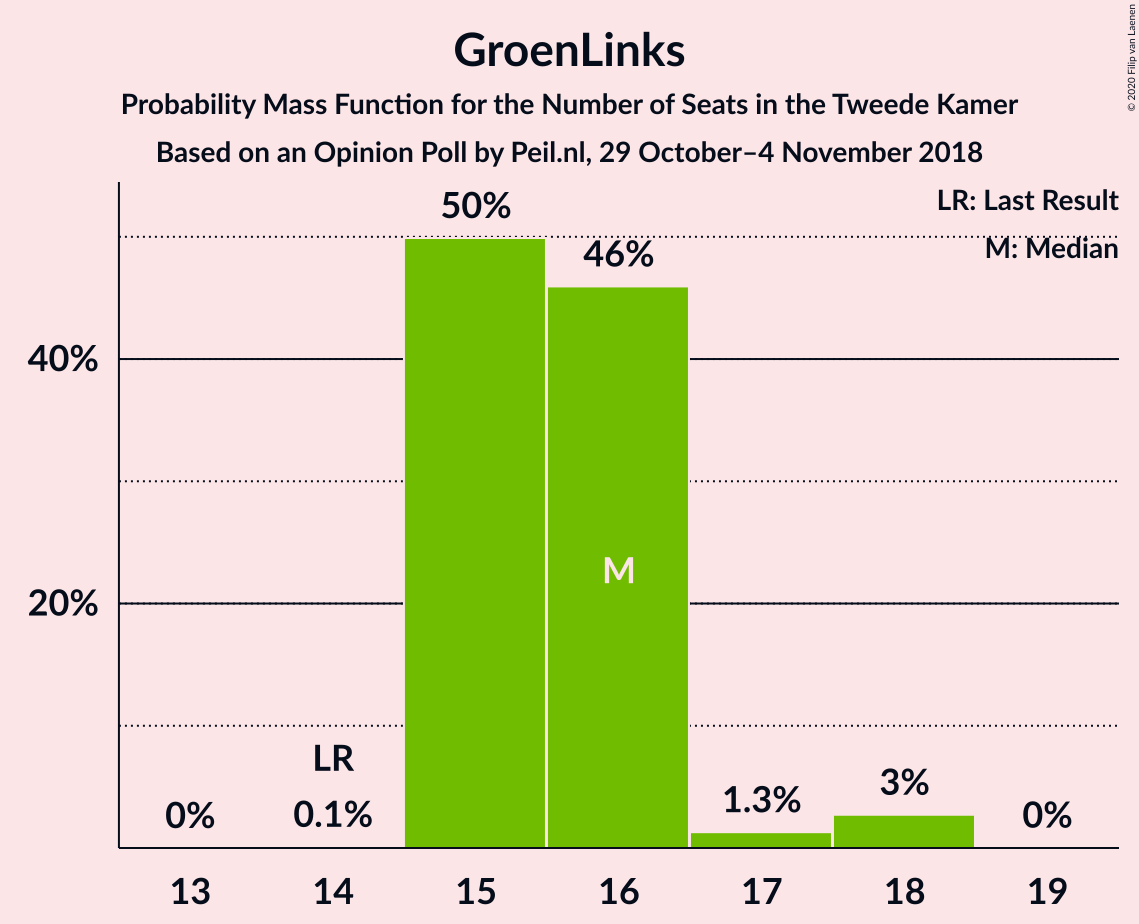 GroenLinks
Probability Mass Function for the Number of Seats in the Tweede Kamer
Based on an Opinion Poll by Peil.nl, 29 October–4 November 2018
© 2020 Filip van Laenen
LR: Last Result
M: Median
50%
46%
40%
20%
M
LR
0%
0.1%
1.3%
3%
0%
13
14
15
16
17
18
19